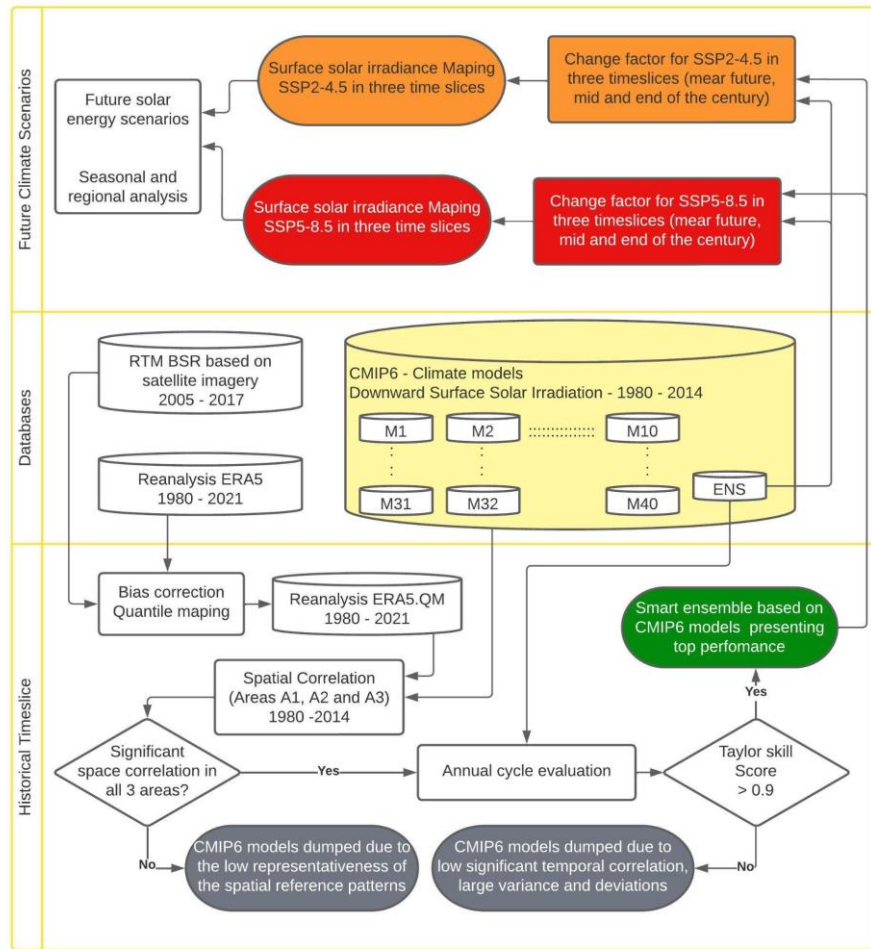 Future Climate Scenarios
Surface solar irradiance Maping
SSP2-4.5 in three time slices
Change factor for SSP2-4.5 in
three timeslices (mear future,
mid and end of the century)
Future solar
energy scenarios
Seasonal and
regional analysis
Surface solar irradiance Maping
SSP5-8.5 in three time slices
Change factor for SSP5-8.5 in
three timeslices (mear future,
mid and end of the century)
Databases
RTM BSR based on
satellite imagery
2005 - 2017
Reanalysis ERA5
1980 - 2021
CMIP6 - Climate models
Downward Surface Solar Irradiation - 1980 - 2014
M1
M2
M10
M31
M32
M40
ENS
Historical Timeslice
Bias correction
Quantile maping
Reanalysis ERA5.QM
1980 - 2021
Smart ensemble based on
CMIP6 models presenting
top perfomance
Spatial Correlation
(Areas A1, A2 and A3)
1980 -2014
Yes
Significant
space correlation in
all 3 areas?
Yes
Annual cycle evaluation
Taylor skill
Score
> 0.9
No
CMIP6 models dumped due to
the low representativeness of
the spatial reference patterns
CMIP6 models dumped due to
low significant temporal correlation,
large variance and deviations
No